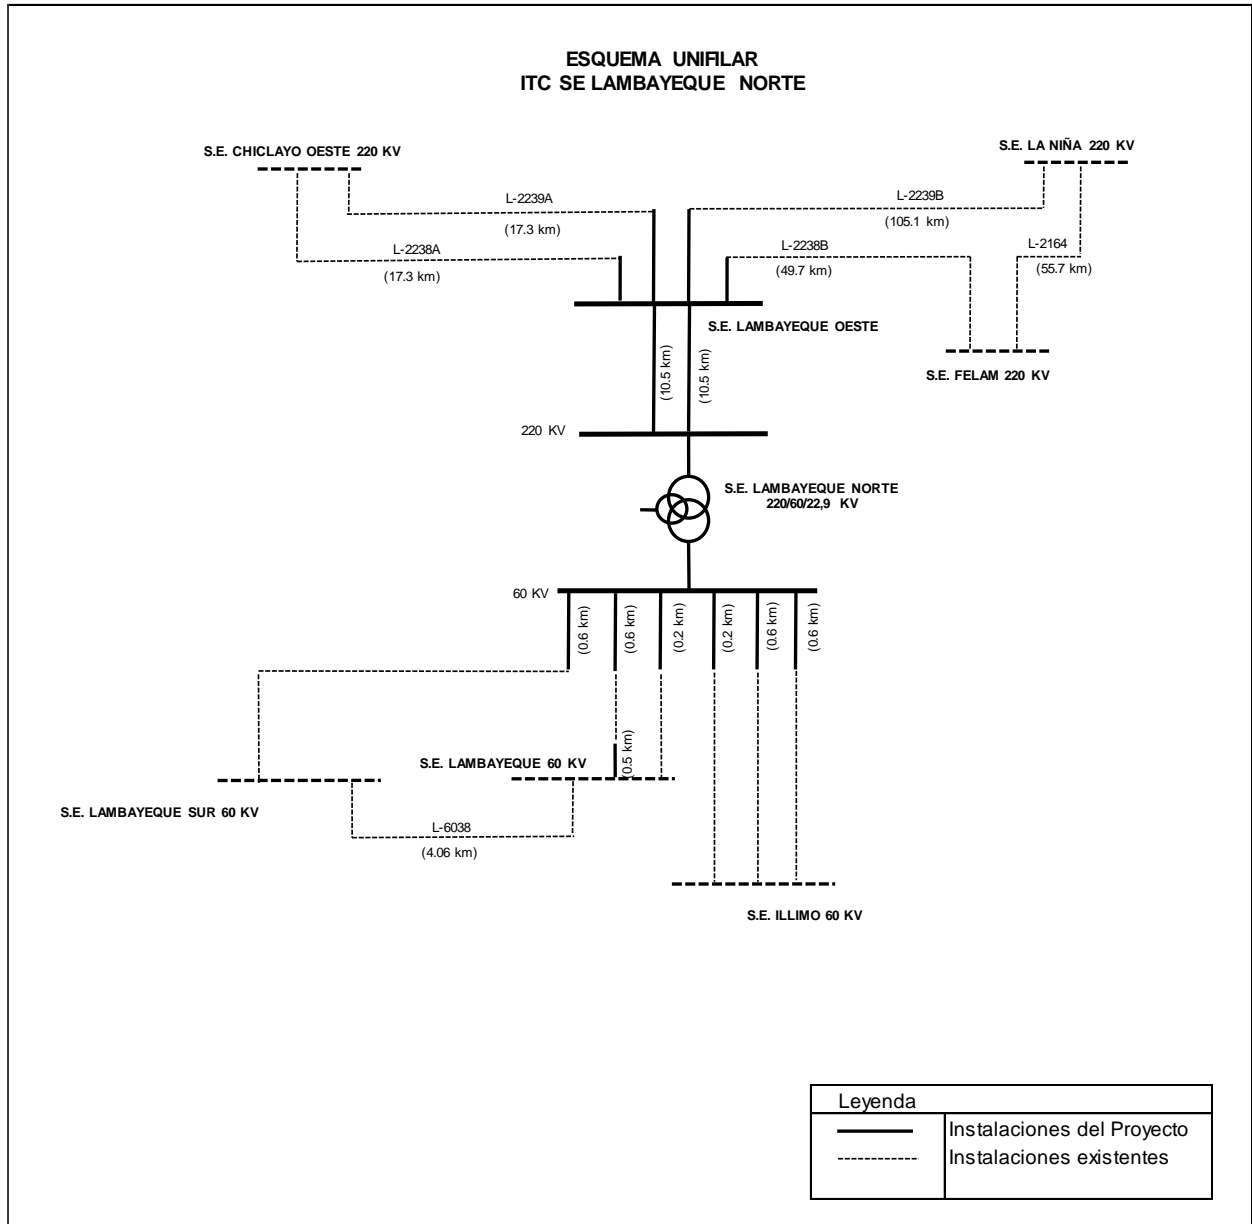 ESQUEMA UNIFILAR
ITC SE LAMBAYEQUE NORTE
S.E. CHICLAYO OESTE 220 KV
S.E. LA NIÑA 220 KV
L-2239A
(17.3 km)
L-2239B
(105.1 km)
L-2238A
(17.3 km)
L-2238B
(49.7 km)
L-2164
(55.7 km)
S.E. LAMBAYEQUE OESTE
S.E. FELAM 220 KV
(10.5 km)
(10.5 km)
220 KV
S.E. LAMBAYEQUE NORTE
220/60/22,9 KV
60 KV
(0.6 km)
(0.6 km)
(0.2 km)
(0.2 km)
(0.6 km)
(0.6 km)
(0.5 km)
S.E. LAMBAYEQUE 60 KV
S.E. LAMBAYEQUE SUR 60 KV
L-6038
(4.06 km)
S.E. ILLIMO 60 KV
Leyenda
Instalaciones del Proyecto
Instalaciones existentes